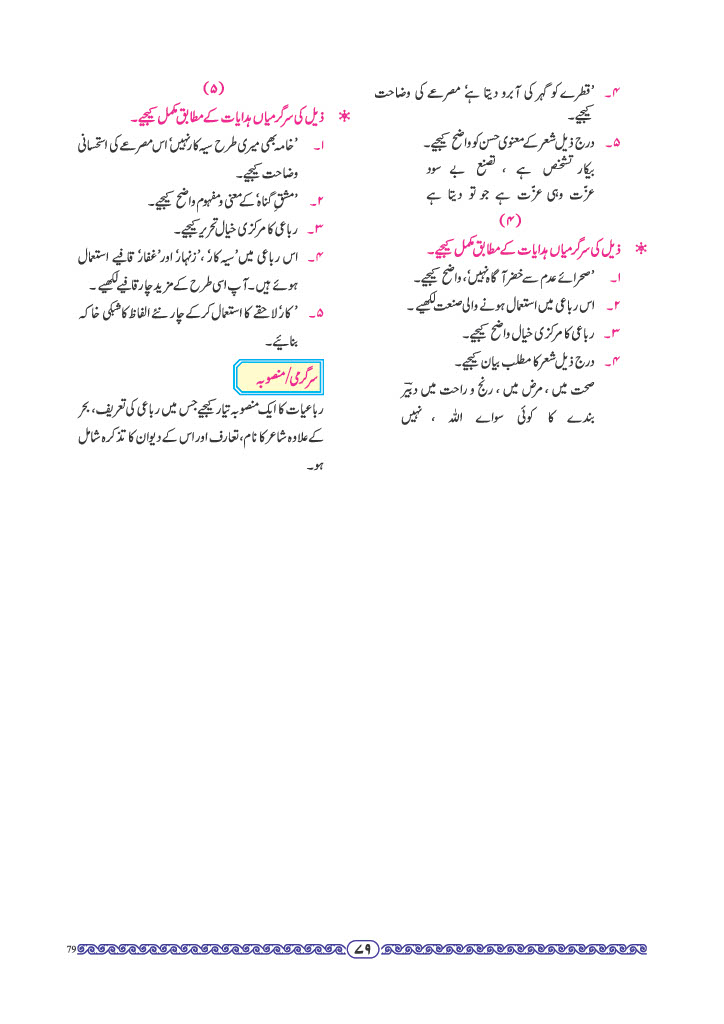 ۴۔ ’قطرے کو گہر کی آبرو دیتا ہے‘ مصرعے کی وضاحت
کیجیے۔
۵۔ درج ذیل شعر کے معنوی حسن کو واضح کیجیے۔
بیکار تشخص ہے ، تصنع بے سود
عزّت وہی عزّت ہے جو تو دیتا ہے
(۴)
* ذیل کی سرگرمیاں ہدایات کے مطابق مکمل کیجیے۔
۱۔ ’صحرائے عدم سے خضر آگاہ نہیں‘، واضح کیجیے۔
۲۔ اس رباعی میں استعمال ہونے والی صنعت لکھیے۔
۳۔ رباعی کا مرکزی خیال واضح کیجیے۔
۴۔ درج ذیل شعر کا مطلب بیان کیجیے۔
صحت میں ، مرض میں ، رنج و راحت میں دبیرؔ
بندے کا کوئی سواے اللہ ، نہیں
(۵)
* ذیل کی سرگرمیاں ہدایات کے مطابق مکمل کیجیے۔
۱۔ ’خامہ بھی میری طرح سیہ کار نہیں‘ اس مصرعے کی استحسانی
وضاحت کیجیے۔
۲۔ ’مشقِ گناہ‘ کے معنی و مفہوم واضح کیجیے۔
۳۔ رباعی کا مرکزی خیال تحریر کیجیے۔
۴۔ اس رباعی میں ’سیہ کار‘، ’زنہار‘ اور ’غفار‘ قافیے استعمال
ہوئے ہیں۔ آپ اسی طرح کے مزید چار قافیے لکھیے۔
۵۔ ’کار‘ لاحقے کا استعمال کرکے چار نئے الفاظ کا شبکی خاکہ
بنائیے۔
سرگرمی/منصوبہ
رباعیات کا ایک منصوبہ تیار کیجیے جس میں رباعی کی تعریف، بحر
کے علاوہ شاعر کا نام، تعارف اور اس کے دیوان کا تذکرہ شامل
ہو۔
79
۷۹